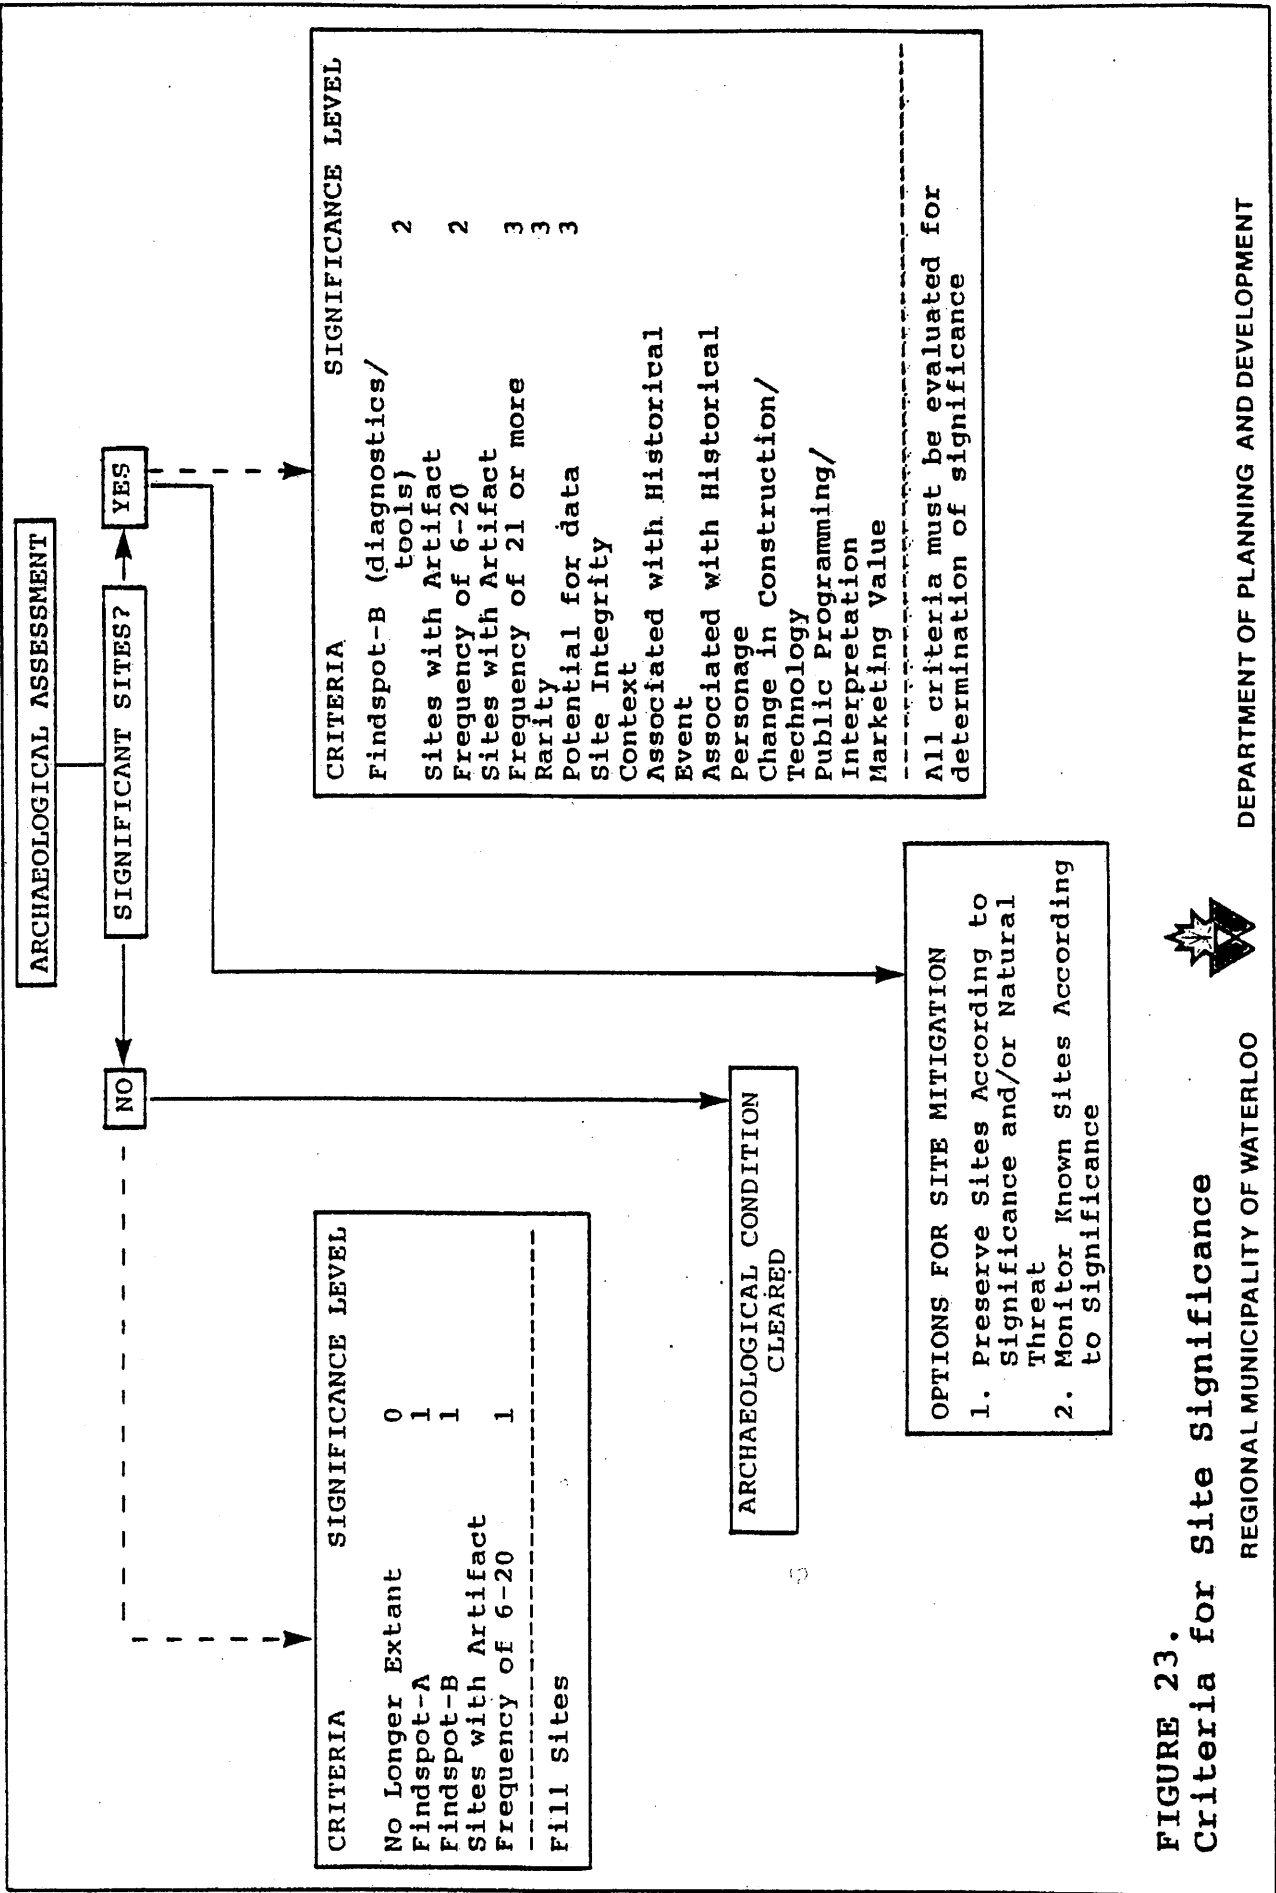 ARCHAEOLOGICAL ASSESSMENT
SIGNIFICANT SITES?
NO
YES
CRITERIA SIGNIFICANCE LEVEL
No Longer Extant 0
Findspot-A 1
Findspot-B 1
Sites with Artifact
Frequency of 6-20 1
Fill Sites
CRITERIA SIGNIFICANCE LEVEL
Findspot-B (diagnostics/
tools) 2
Sites with Artifact
Frequency of 6-20 2
Sites with Artifact
Frequency of 21 or more 3
Rarity 3
Potential for data 3
Site Integrity
Context
Associated with Historical
Event
Associated with Historical
Personage
Change in Construction/
Technology
Public Programming/
Interpretation
Marketing Value
All criteria must be evaluated for
determination of significance
ARCHAEOLOGICAL CONDITION
CLEARED
OPTIONS FOR SITE MITIGATION
1. Preserve Sites According to
Significance and/or Natural
Threat
2. Monitor Known Sites According
to Significance
FIGURE 23.
Criteria for Site Significance
REGIONAL MUNICIPALITY OF WATERLOO
DEPARTMENT OF PLANNING AND DEVELOPMENT